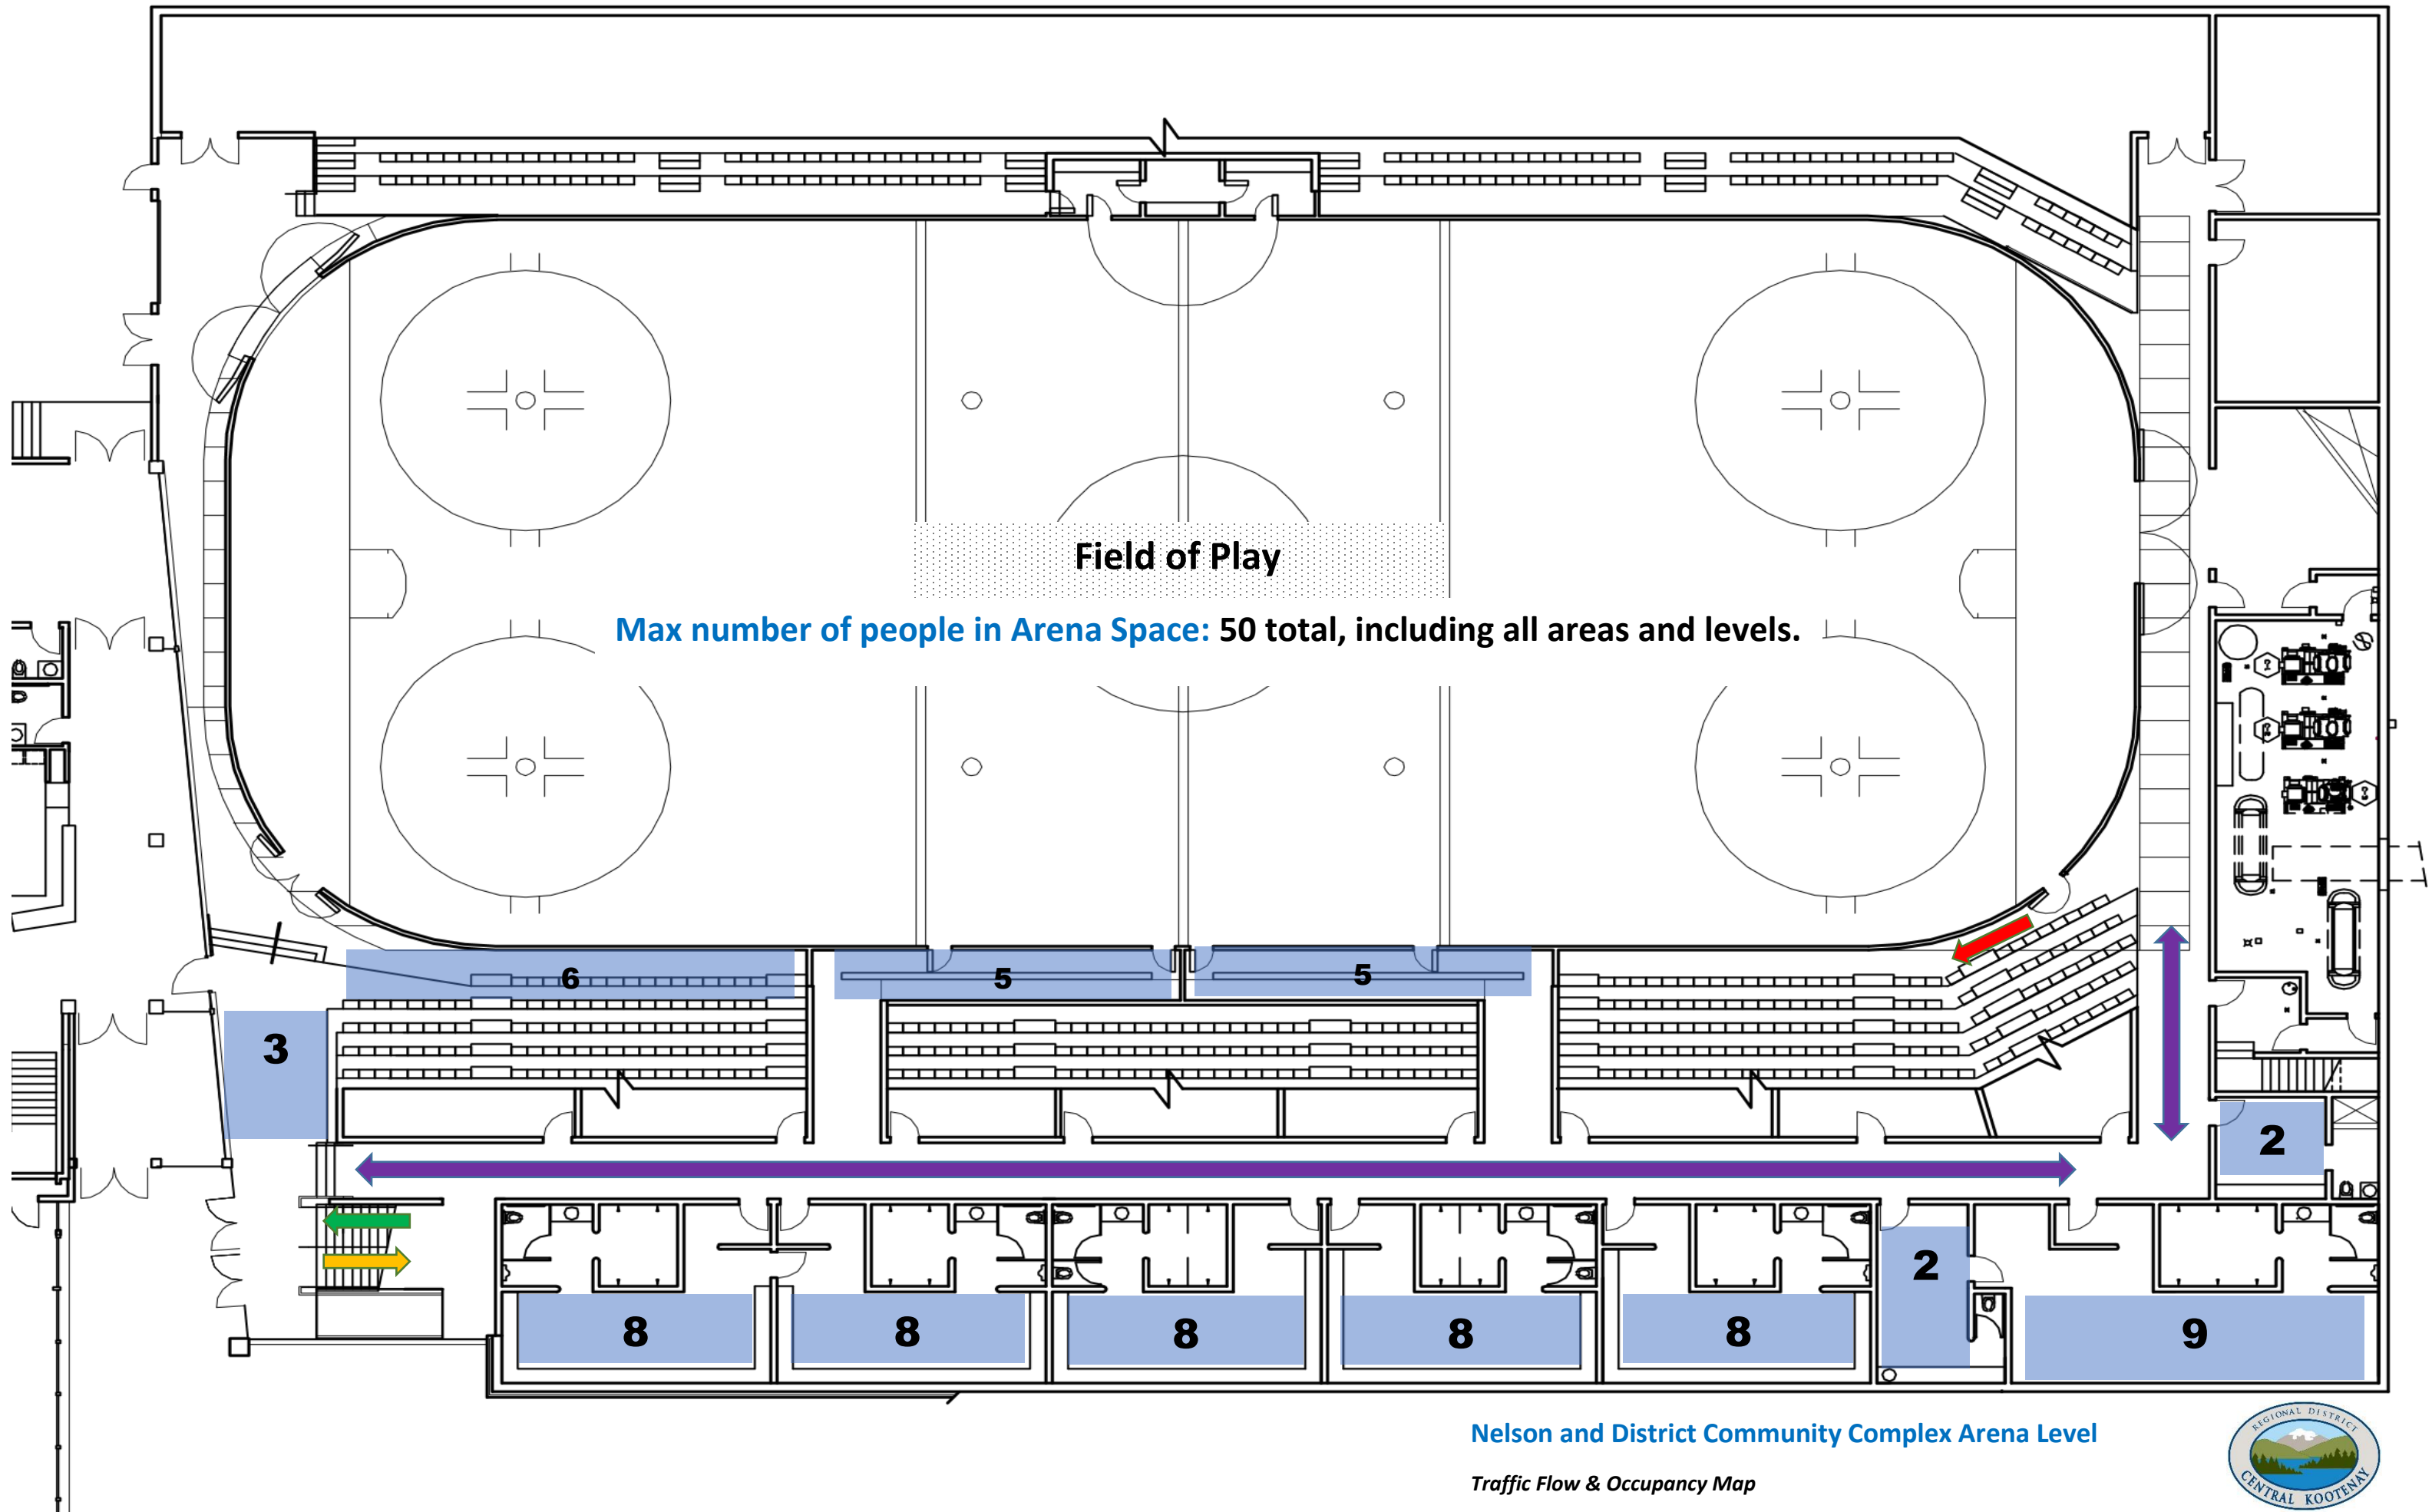 Field of Play
Max number of people in Arena Space: 50 total, including all areas and levels.
6
5
5
3
2
2
8
8
8
8
8
9
Nelson and District Community Complex Arena Level
Traffic Flow & Occupancy Map
REGIONAL DISTRICT
CENTRAL KOOTENAY